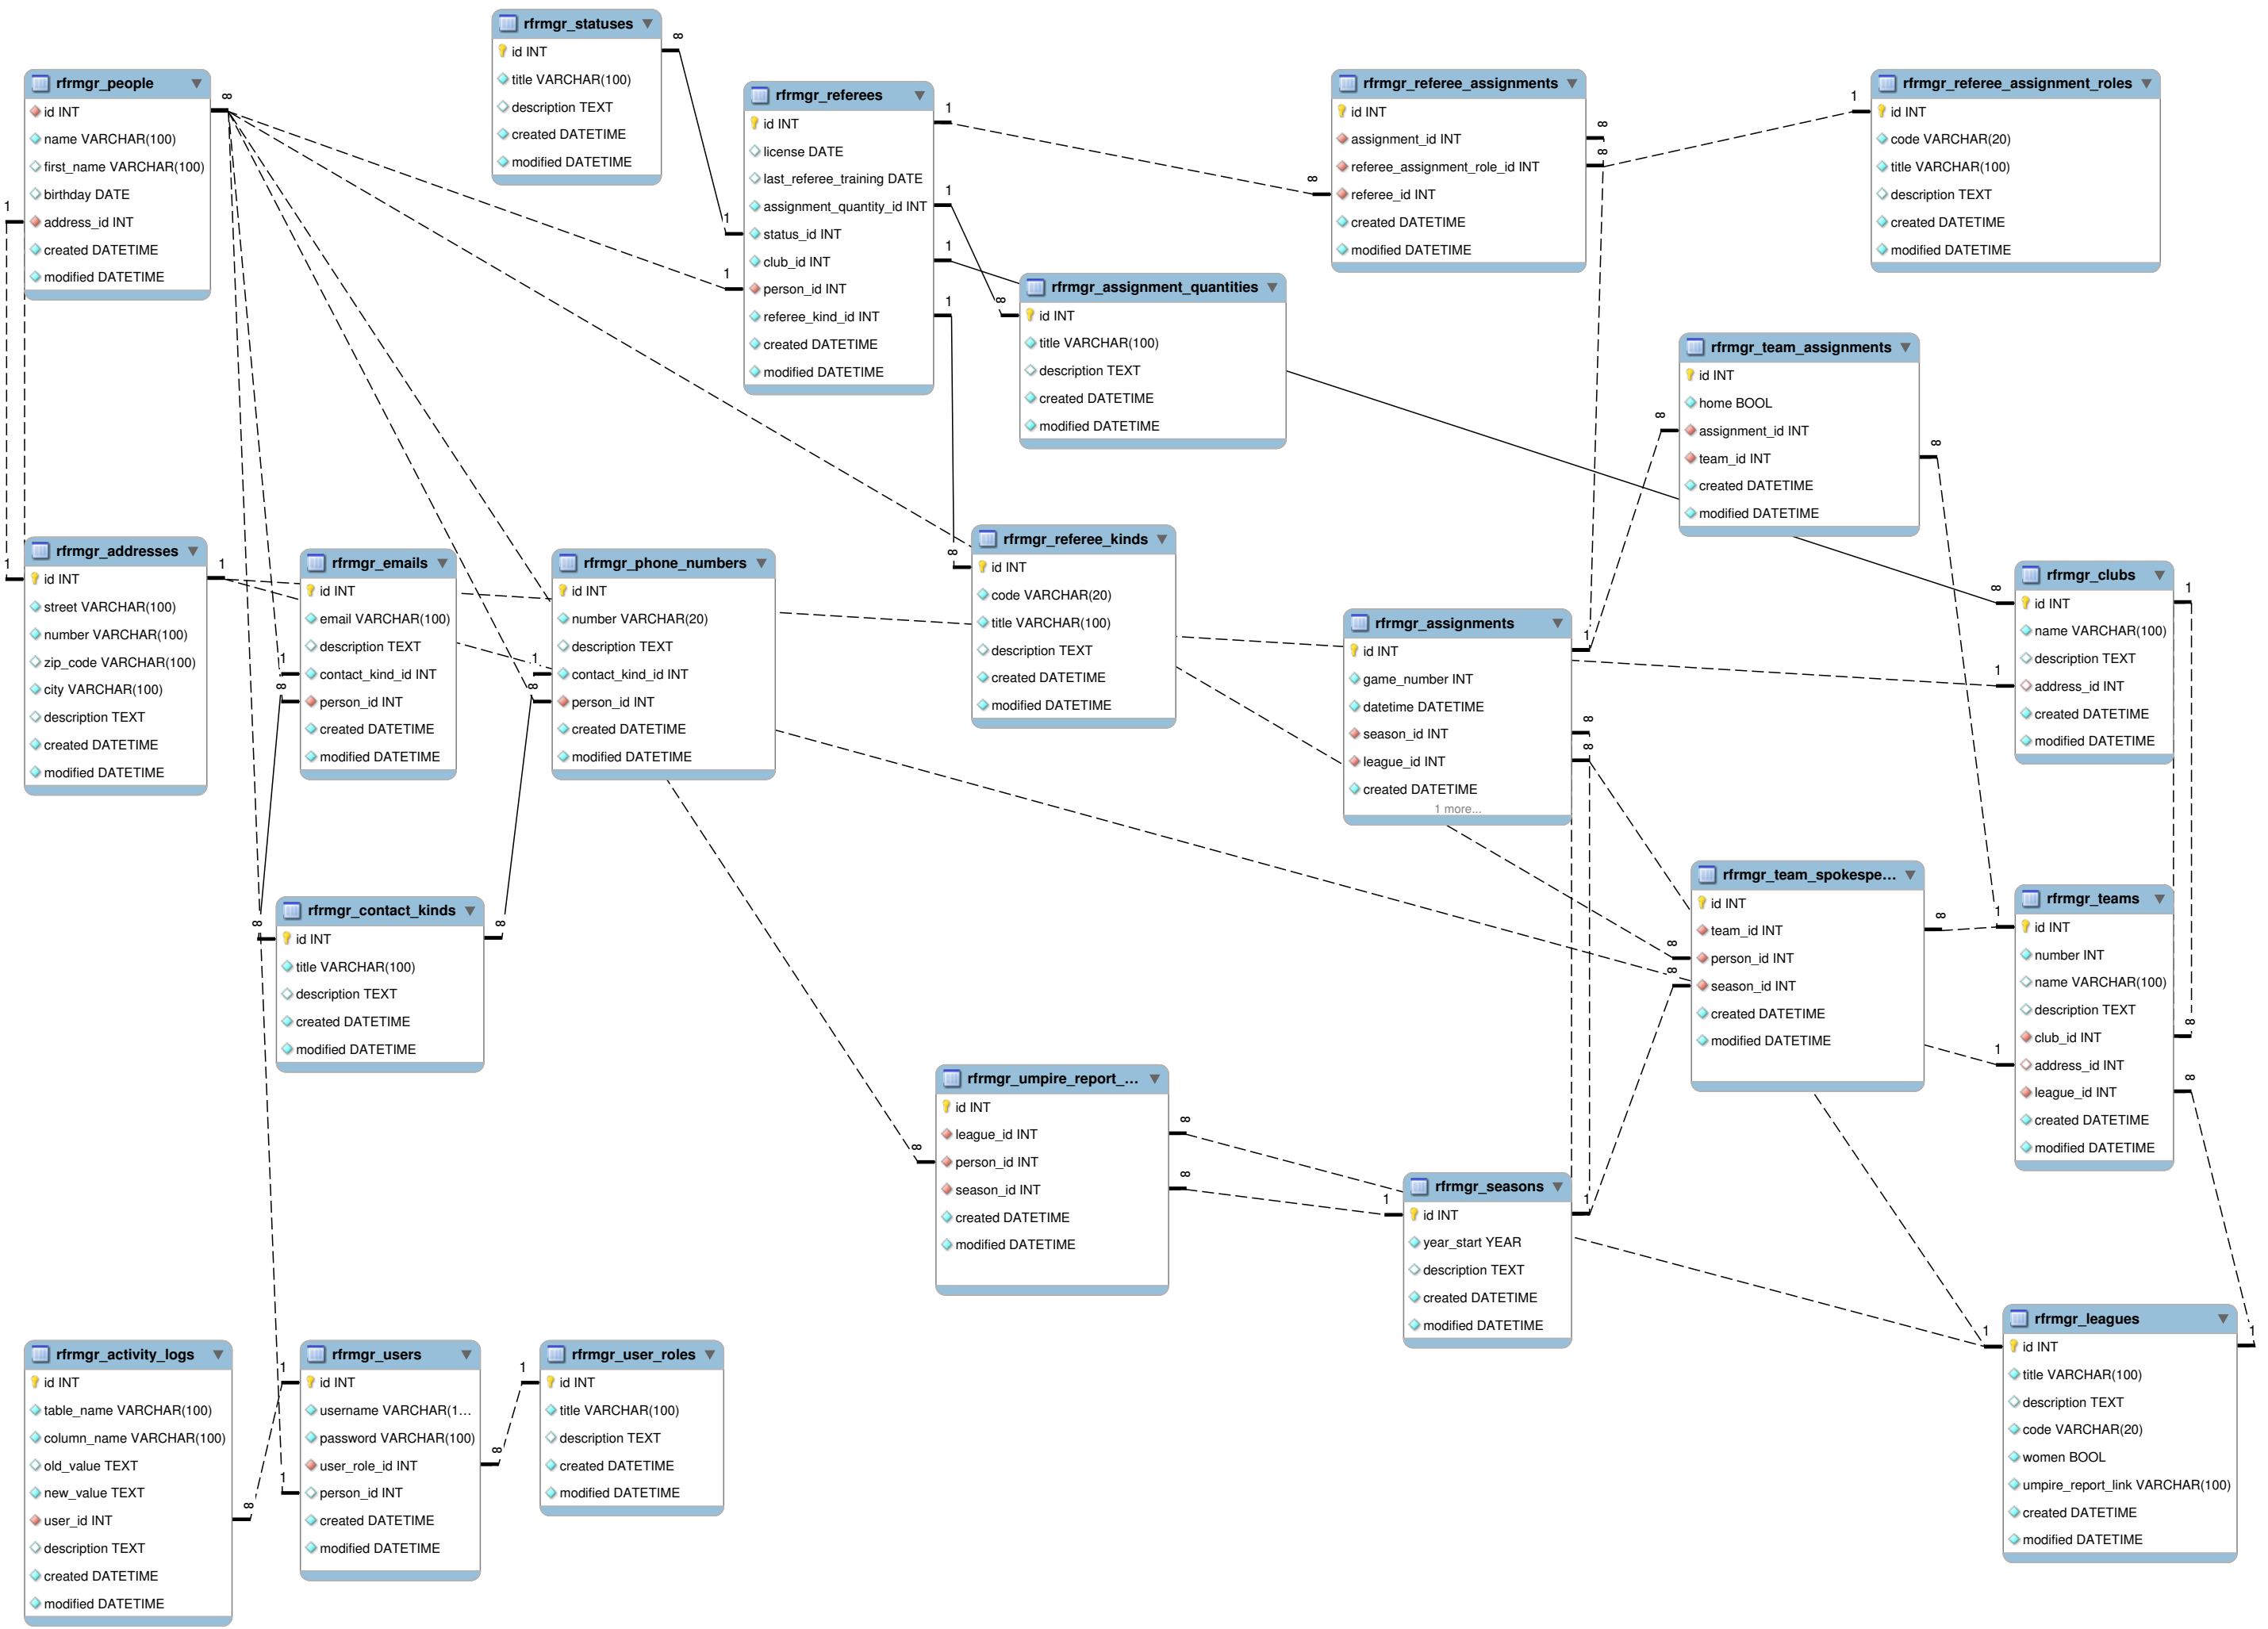 rfrmgr_statuses
id INT
title VARCHAR(100)
description TEXT
created DATETIME
modified DATETIME
rfrmgr_people
id INT
name VARCHAR(100)
first_name VARCHAR(100)
birthday DATE
address_id INT
created DATETIME
modified DATETIME
rfrmgr_referees
id INT
license DATE
last_referee_training DATE
assignment_quantity_id INT
status_id INT
club_id INT
person_id INT
referee_kind_id INT
created DATETIME
modified DATETIME
rfrmgr_referee_assignments
id INT
assignment_id INT
referee_assignment_role_id INT
referee_id INT
created DATETIME
modified DATETIME
rfrmgr_referee_assignment_roles
id INT
code VARCHAR(20)
title VARCHAR(100)
description TEXT
created DATETIME
modified DATETIME
rfrmgr_assignment_quantities
id INT
title VARCHAR(100)
description TEXT
created DATETIME
modified DATETIME
rfrmgr_team_assignments
id INT
home BOOL
assignment_id INT
team_id INT
created DATETIME
modified DATETIME
rfrmgr_addresses
id INT
street VARCHAR(100)
number VARCHAR(100)
zip_code VARCHAR(100)
city VARCHAR(100)
description TEXT
created DATETIME
modified DATETIME
rfrmgr_emails
id INT
email VARCHAR(100)
description TEXT
contact_kind_id INT
person_id INT
created DATETIME
modified DATETIME
rfrmgr_phone_numbers
id INT
number VARCHAR(20)
description TEXT
contact_kind_id INT
person_id INT
created DATETIME
modified DATETIME
rfrmgr_referee_kinds
id INT
code VARCHAR(20)
title VARCHAR(100)
description TEXT
created DATETIME
modified DATETIME
rfrmgr_assignments
id INT
game_number INT
datetime DATETIME
season_id INT
league_id INT
created DATETIME
1 more...
rfrmgr_clubs
id INT
name VARCHAR(100)
description TEXT
address_id INT
created DATETIME
modified DATETIME
rfrmgr_contact_kinds
id INT
title VARCHAR(100)
description TEXT
created DATETIME
modified DATETIME
rfrmgr_team_spokespe...
id INT
team_id INT
person_id INT
season_id INT
created DATETIME
modified DATETIME
rfrmgr_teams
id INT
number INT
name VARCHAR(100)
description TEXT
club_id INT
address_id INT
league_id INT
created DATETIME
modified DATETIME
rfrmgr_umpire_report_...
id INT
league_id INT
person_id INT
season_id INT
created DATETIME
modified DATETIME
rfrmgr_seasons
id INT
year_start YEAR
description TEXT
created DATETIME
modified DATETIME
rfrmgr_leagues
id INT
title VARCHAR(100)
description TEXT
code VARCHAR(20)
women BOOL
umpire_report_link VARCHAR(100)
created DATETIME
modified DATETIME
rfrmgr_activity_logs
id INT
table_name VARCHAR(100)
column_name VARCHAR(100)
old_value TEXT
new_value TEXT
user_id INT
description TEXT
created DATETIME
modified DATETIME
rfrmgr_users
id INT
username VARCHAR(1...
password VARCHAR(100)
user_role_id INT
person_id INT
created DATETIME
modified DATETIME
rfrmgr_user_roles
id INT
title VARCHAR(100)
description TEXT
created DATETIME
modified DATETIME